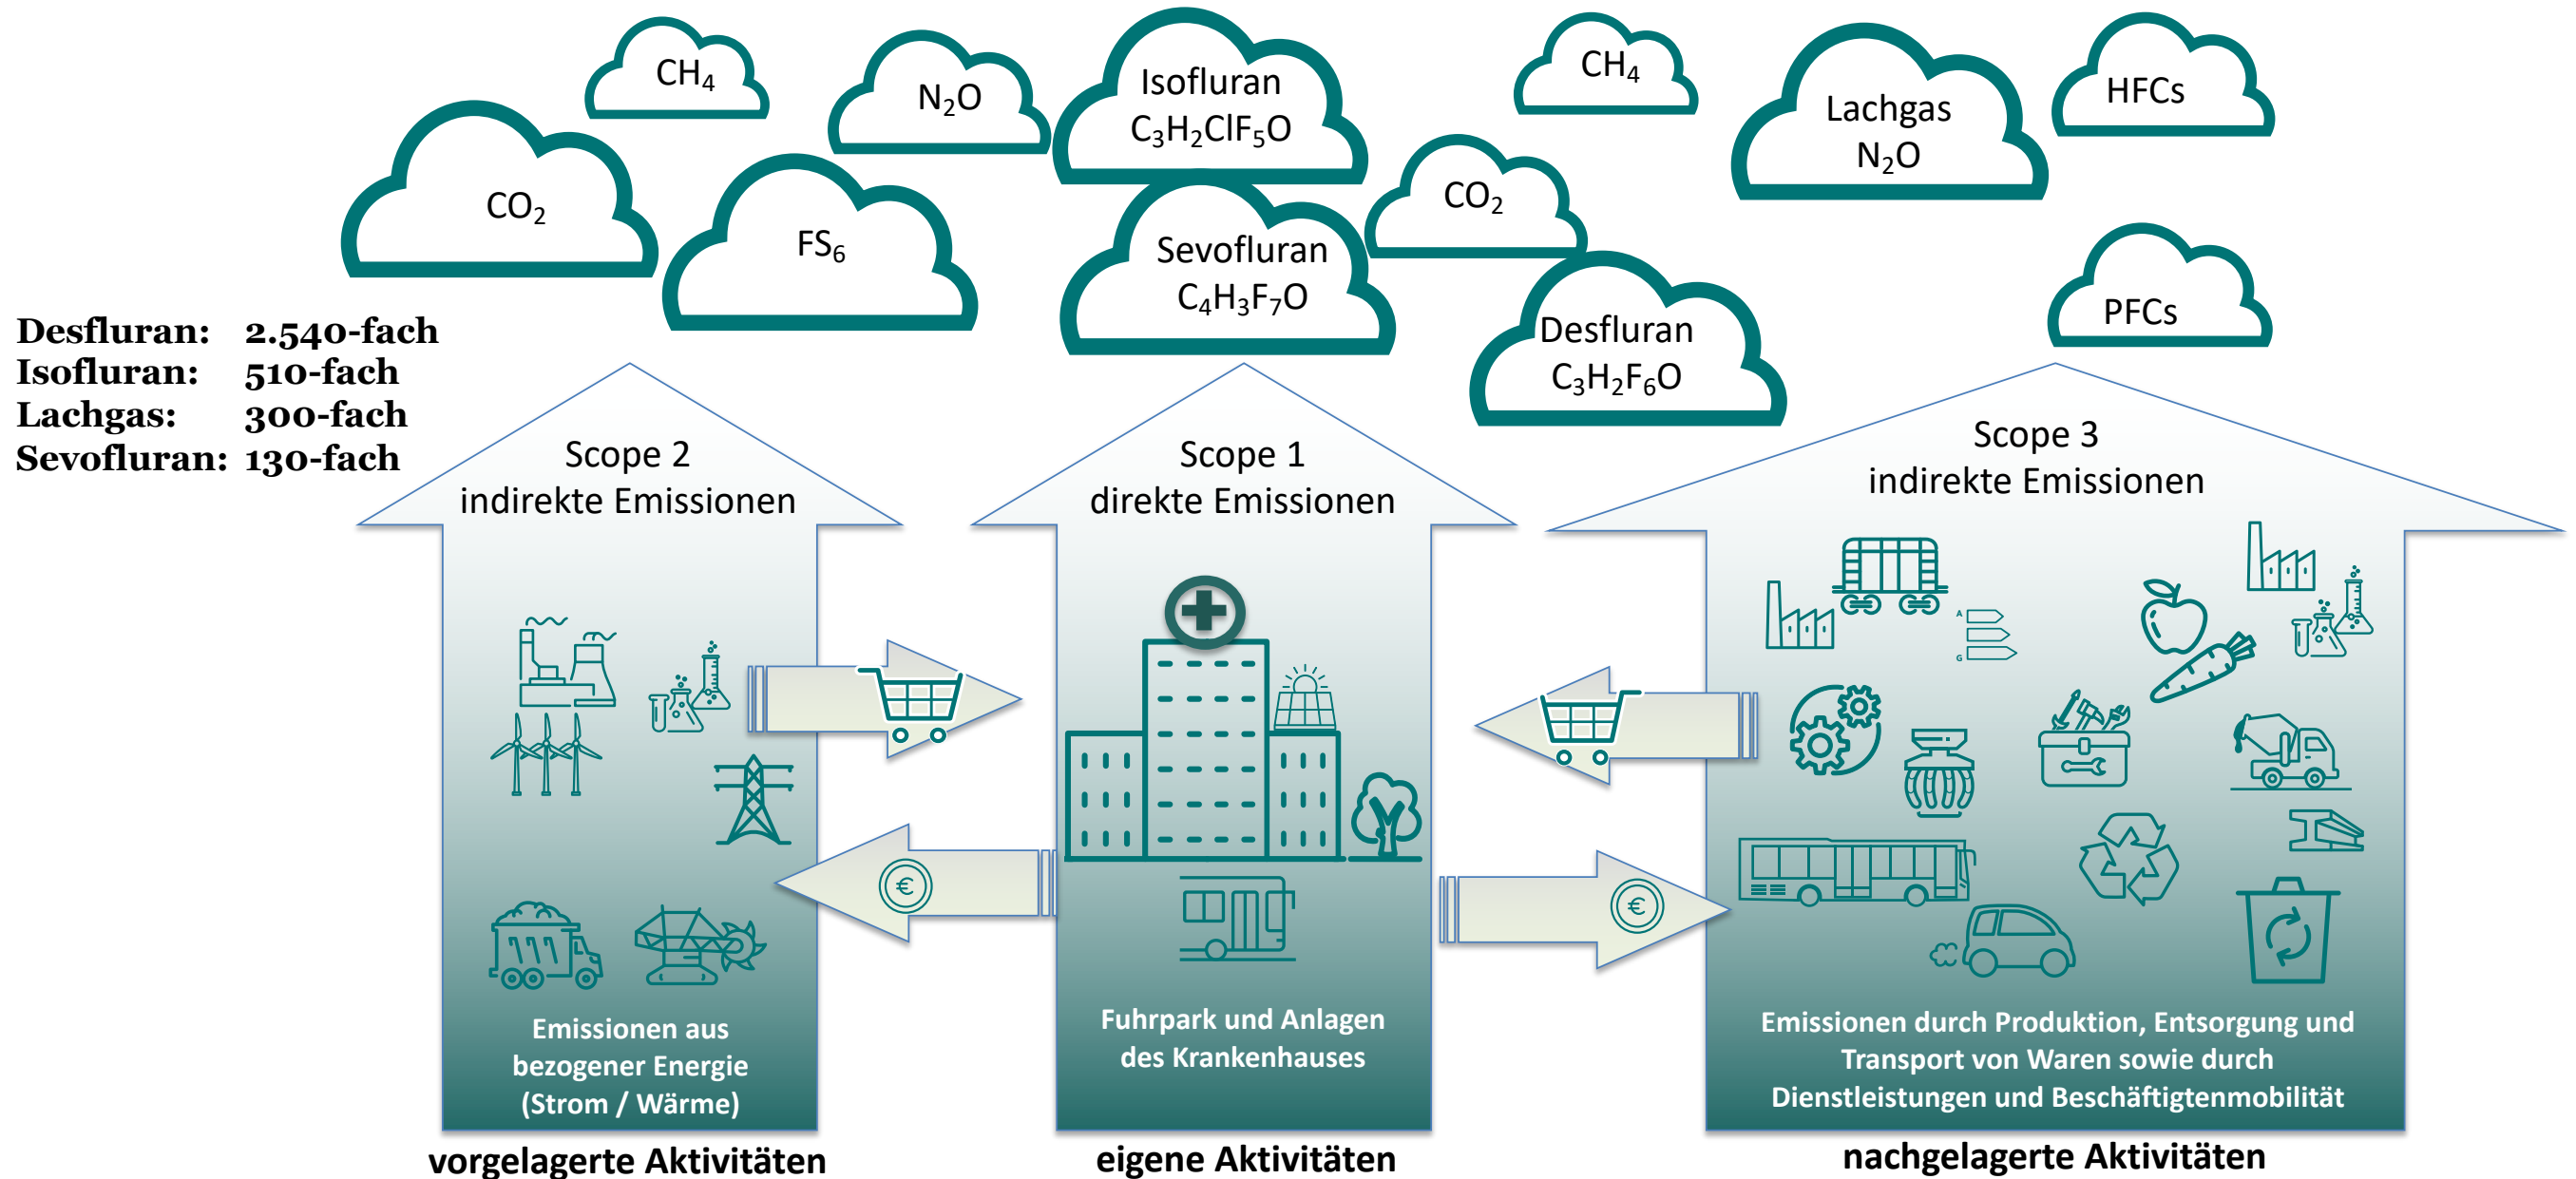 CH₄
N₂O
Isofluran
C₃H₂ClF₅O
CH₄
Lachgas
N₂O
HFCs
CO₂
FS₆
Sevofluran
C₄H₃F₇O
CO₂
Desfluran
C₃H₂F₆O
PFCs
Desfluran: 2.540-fach
Isofluran: 510-fach
Lachgas: 300-fach
Sevofluran: 130-fach
Scope 2
indirekte Emissionen
Scope 1
direkte Emissionen
Scope 3
indirekte Emissionen
A
G
€
€
Emissionen aus
bezogener Energie
(Strom / Wärme)
Fuhrpark und Anlagen
des Krankenhauses
Emissionen durch Produktion, Entsorgung und
Transport von Waren sowie durch
Dienstleistungen und Beschäftigtenmobilität
vorgelagerte Aktivitäten
eigene Aktivitäten
nachgelagerte Aktivitäten